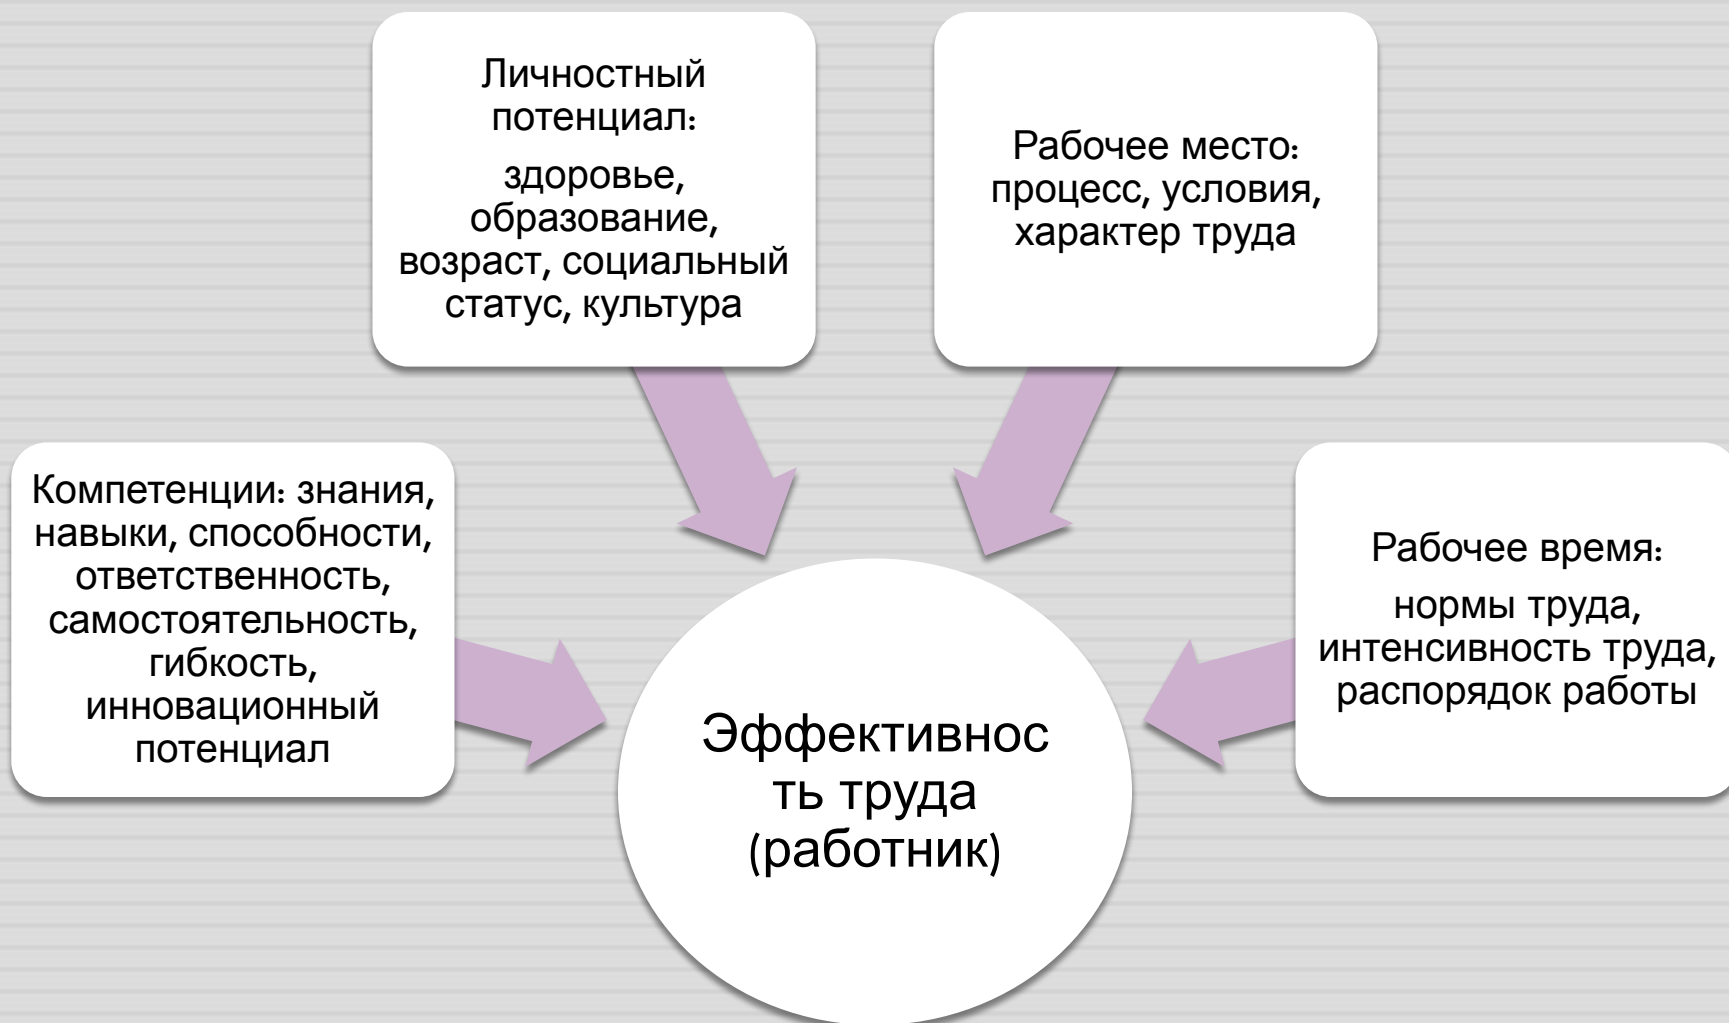 Личностный
потенциал:
здоровье,
образование,
возраст, социальный
статус, культура
Рабочее место:
процесс, условия,
характер труда
Компетенции: знания,
навыки, способности,
ответственность,
самостоятельность,
гибкость,
инновационный
потенциал
Рабочее время:
нормы труда,
интенсивность труда,
распорядок работы
Эффективнос
ть труда
(работник)